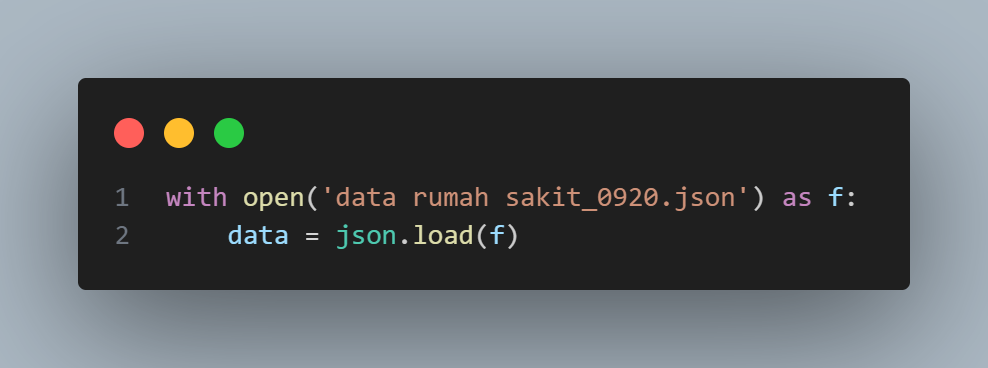 1 with open('data rumah sakit_0920.json') as f:
2     data = json.load(f)